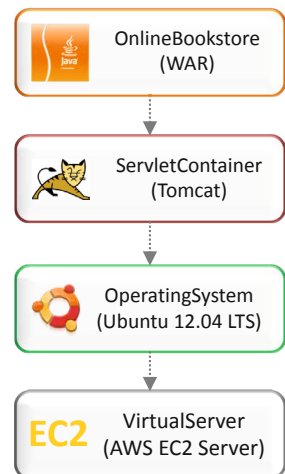 OnlineBookstore
(WAR)
Java
ServletContainer
(Tomcat)
OperatingSystem
(Ubuntu 12.04 LTS)
EC2
VirtualServer
(AWS EC2 Server)